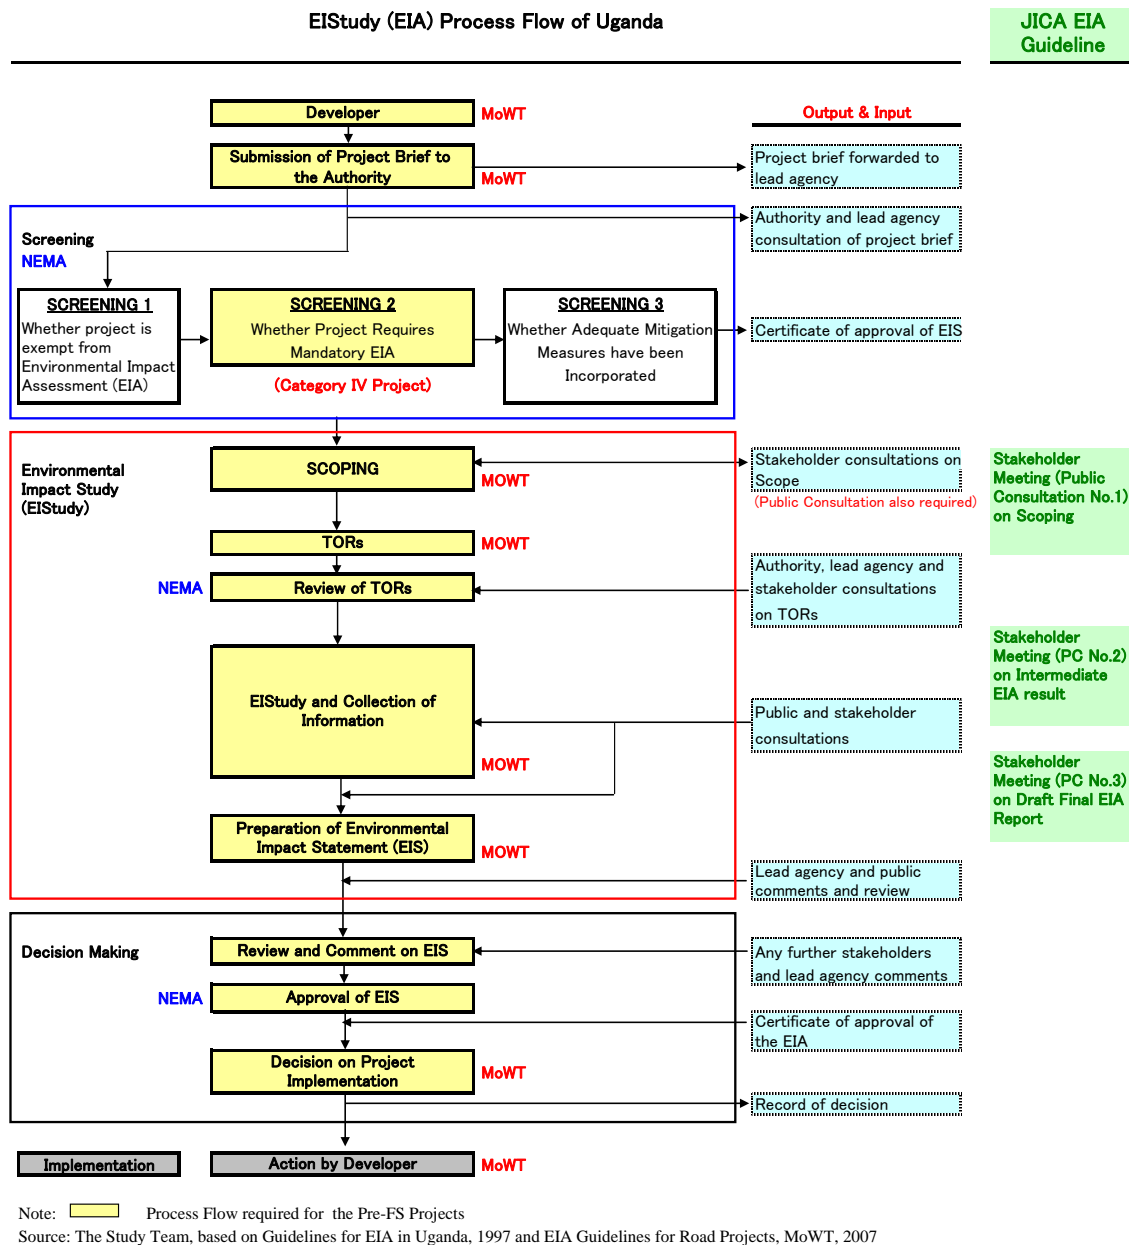 EIStudy (EIA) Process Flow of Uganda
JICA EIA
Guideline
Developer
MoWT
Output & Input
Submission of Project Brief to
the Authority
MoWT
Project brief forwarded to
lead agency
Authority and lead agency
consultation of project brief
Screening
NEMA
SCREENING 1
Whether project is
exempt from
Environmental Impact
Assessment (EIA)
SCREENING 2
Whether Project Requires
Mandatory EIA
(Category IV Project)
SCREENING 3
Whether Adequate Mitigation
Measures have been
Incorporated
Certificate of approval of EIS
Environmental
Impact Study
(EIStudy)
SCOPING
MOWT
Stakeholder consultations on
Scope
(Public Consultation also required)
Stakeholder
Meeting (Public
Consultation No.1)
on Scoping
TORs
MOWT
NEMA
Review of TORs
Authority, lead agency and
stakeholder consultations
on TORs
Stakeholder
Meeting (PC No.2)
on Intermediate
EIA result
EIStudy and Collection of
Information
MOWT
Public and stakeholder
consultations
Stakeholder
Meeting (PC No.3)
on Draft Final EIA
Report
Preparation of Environmental
Impact Statement (EIS)
MOWT
Lead agency and public
comments and review
Decision Making
Review and Comment on EIS
Any further stakeholders
and lead agency comments
NEMA
Approval of EIS
Certificate of approval of
the EIA
Decision on Project
Implementation
MoWT
Record of decision
Implementation
Action by Developer
MoWT
Note: Process Flow required for the Pre-FS Projects
Source: The Study Team, based on Guidelines for EIA in Uganda, 1997 and EIA Guidelines for Road Projects, MoWT, 2007